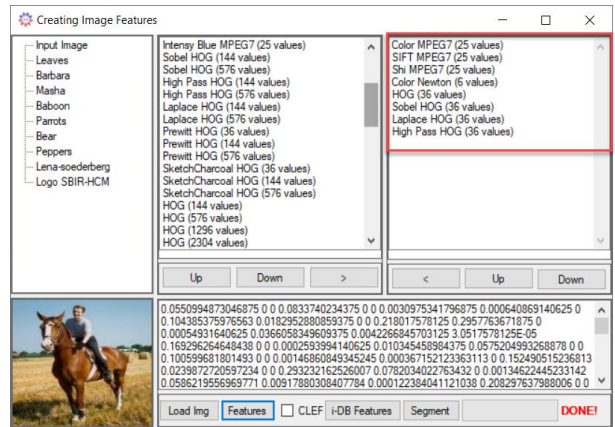 Creating Image Features
Input Image
Leaves
Barbara
Masha
Baboon
Parrots
Bear
Peppers
Lena-soederberg
Logo SBIR-HCM
Intensy Blue MPEG7 (25 values)
Sobel HOG (144 values)
Sobel HOG (576 values)
High Pass HOG (144 values)
High Pass HOG (576 values)
Laplace HOG (144 values)
Laplace HOG (576 values)
Prewitt HOG (36 values)
Prewitt HOG (144 values)
Prewitt HOG (576 values)
SketchCharcoal HOG (36 values)
SketchCharcoal HOG (144 values)
SketchCharcoal HOG (576 values)
HOG (144 values)
HOG (576 values)
HOG (1296 values)
HOG (2304 values)
Up Down >
Color MPEG7 (25 values)
SIFT MPEG7 (25 values)
Shi MPEG7 (25 values)
Color Newton (6 values)
HOG (36 values)
Sobel HOG (36 values)
Laplace HOG (36 values)
High Pass HOG (36 values)
< Up Down
0.0550994873046875 0 0 0.0833740234375 0 0 0.0030975341796875 0.000640869140625 0
0.104385375976563 0.0182952880859375 0 0 0.218017578125 0.2957763671875 0
0.00054931640625 0.0366058349609375 0.0042266845703125 3.0517578125E-05
0.169296264648438 0 0 0.0002593994140625 0.010345458984375 0.0575204993268878 0 0
0.100599681801493 0 0 0.00146860849345245 0.000367152123363113 0 0.152490515236813
0.0239872720597234 0 0 0.293232162526007 0.0782034022763432 0 0.00134622445233142
0.0586219556969771 0.00917880308407784 0.000122384041121038 0.208297637988006 0 0
Load Img Features CLEF i-DB Features Segment DONE!